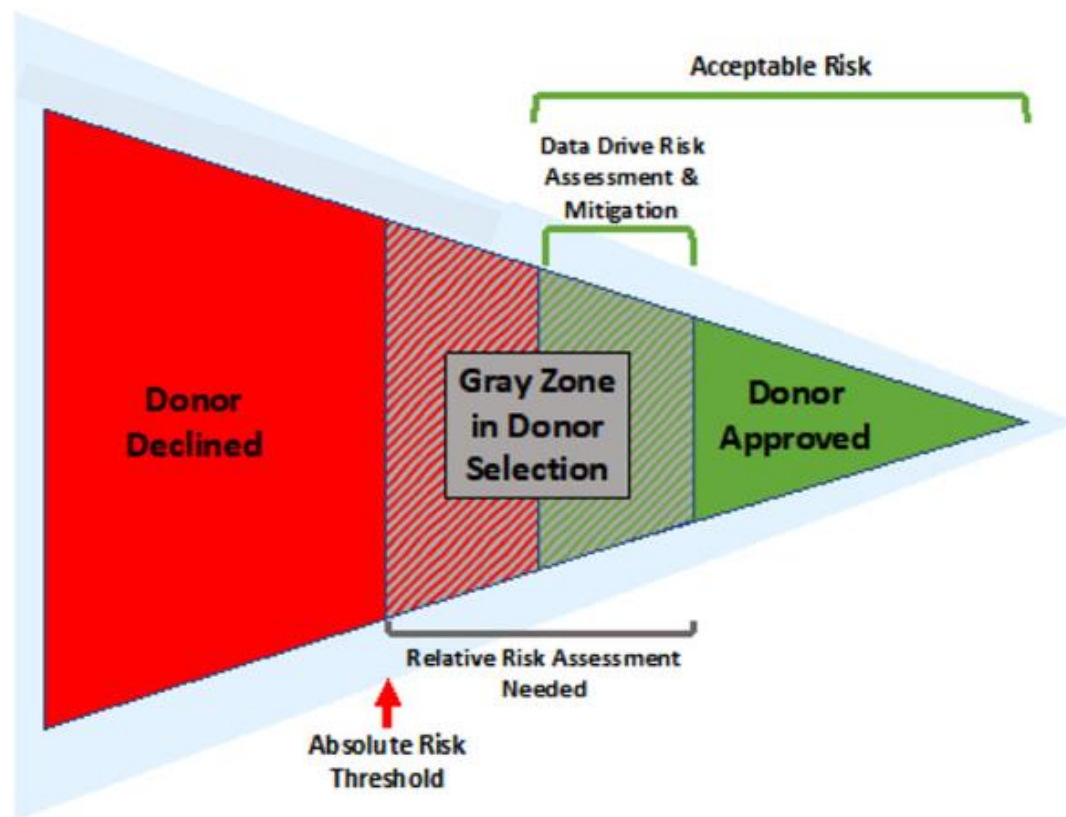 Acceptable Risk
Data Drive Risk
Assessment &
Mitigation
Donor
Declined
Gray Zone
in Donor
Selection
Donor
Approved
Relative Risk Assessment
Needed
Absolute Risk
Threshold